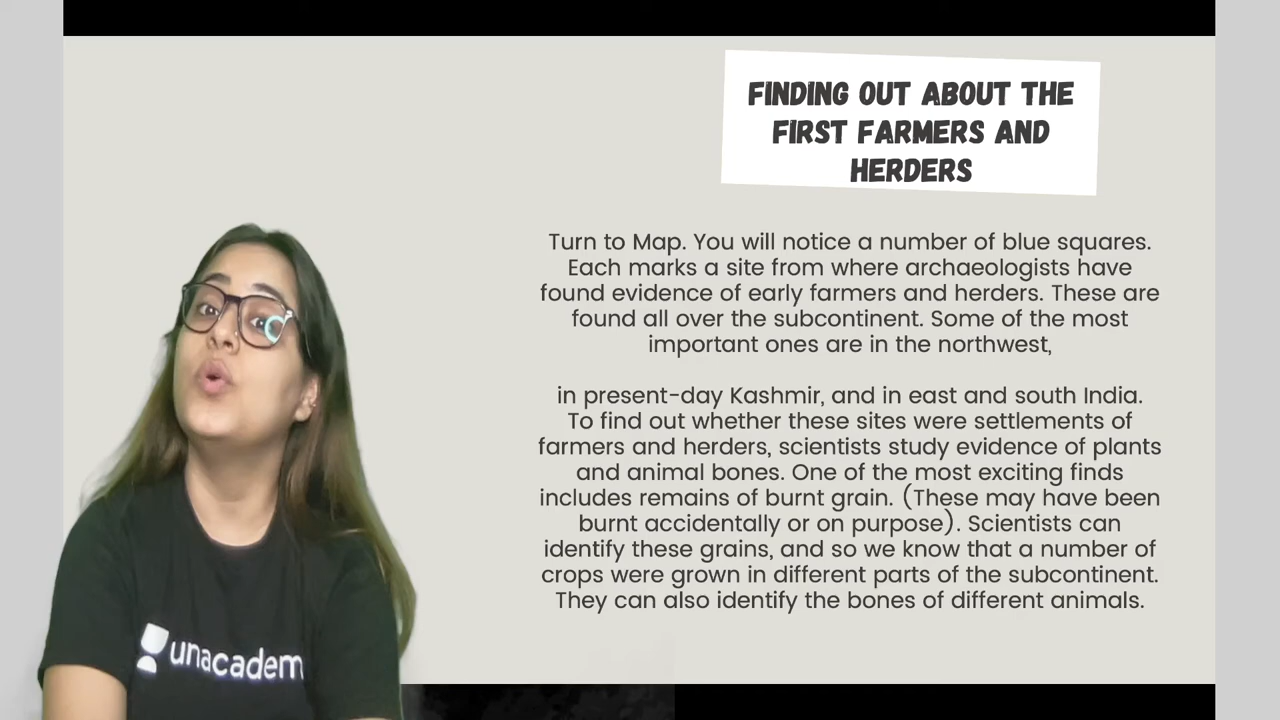 FINDING OUT ABOUT THE
FIRST FARMERS AND
HERDERS
Turn to Map. You will notice a number of blue squares.
Each marks a site from where archaeologists have
found evidence of early farmers and herders. These are
found all over the subcontinent. Some of the most
important ones are in the northwest,
in present-day Kashmir, and in east and south India.
To find out whether these sites were settlements of
farmers and herders, scientists study evidence of plants
and animal bones. One of the most exciting finds
includes remains of burnt grain. (These may have been
burnt accidentally or on purpose). Scientists can
identify these grains, and so we know that a number of
crops were grown in different parts of the subcontinent.
They can also identify the bones of different animals.
unacadem